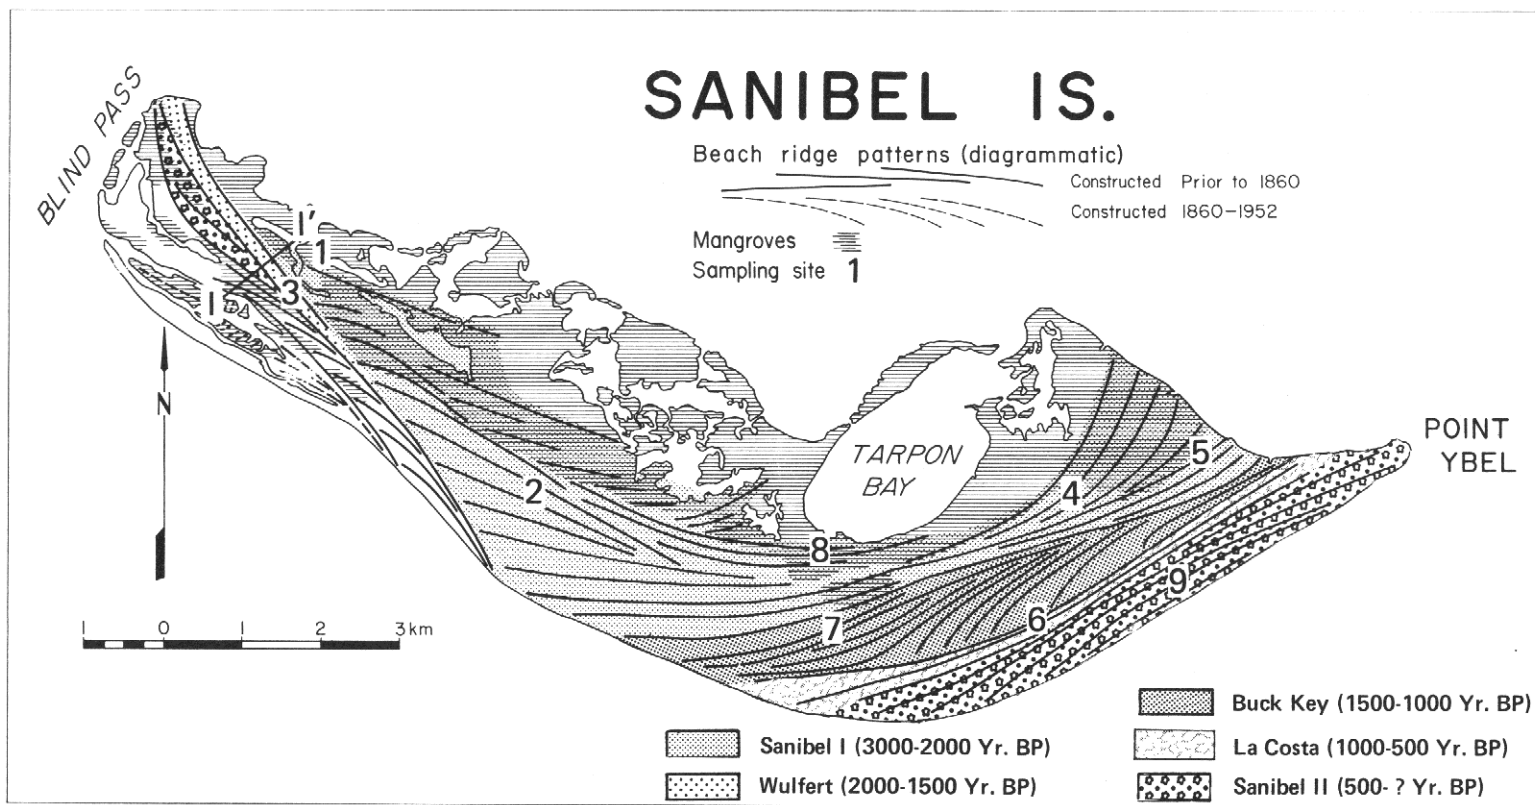 SANIBEL IS.
Beach ridge patterns (diagrammatic)
Constructed Prior to 1860
Constructed 1860-1952
Mangroves
Sampling site 1
BLIND PASS
I'
1
I
3
N
2
TARPON
BAY
POINT
YBEL
5
4
8
9
7
6
1 0 1 2 3 km
Buck Key (1500-1000 Yr. BP)
Sanibel I (3000-2000 Yr. BP)
La Costa (1000-500 Yr. BP)
Wulfert (2000-1500 Yr. BP)
Sanibel II (500- ? Yr. BP)